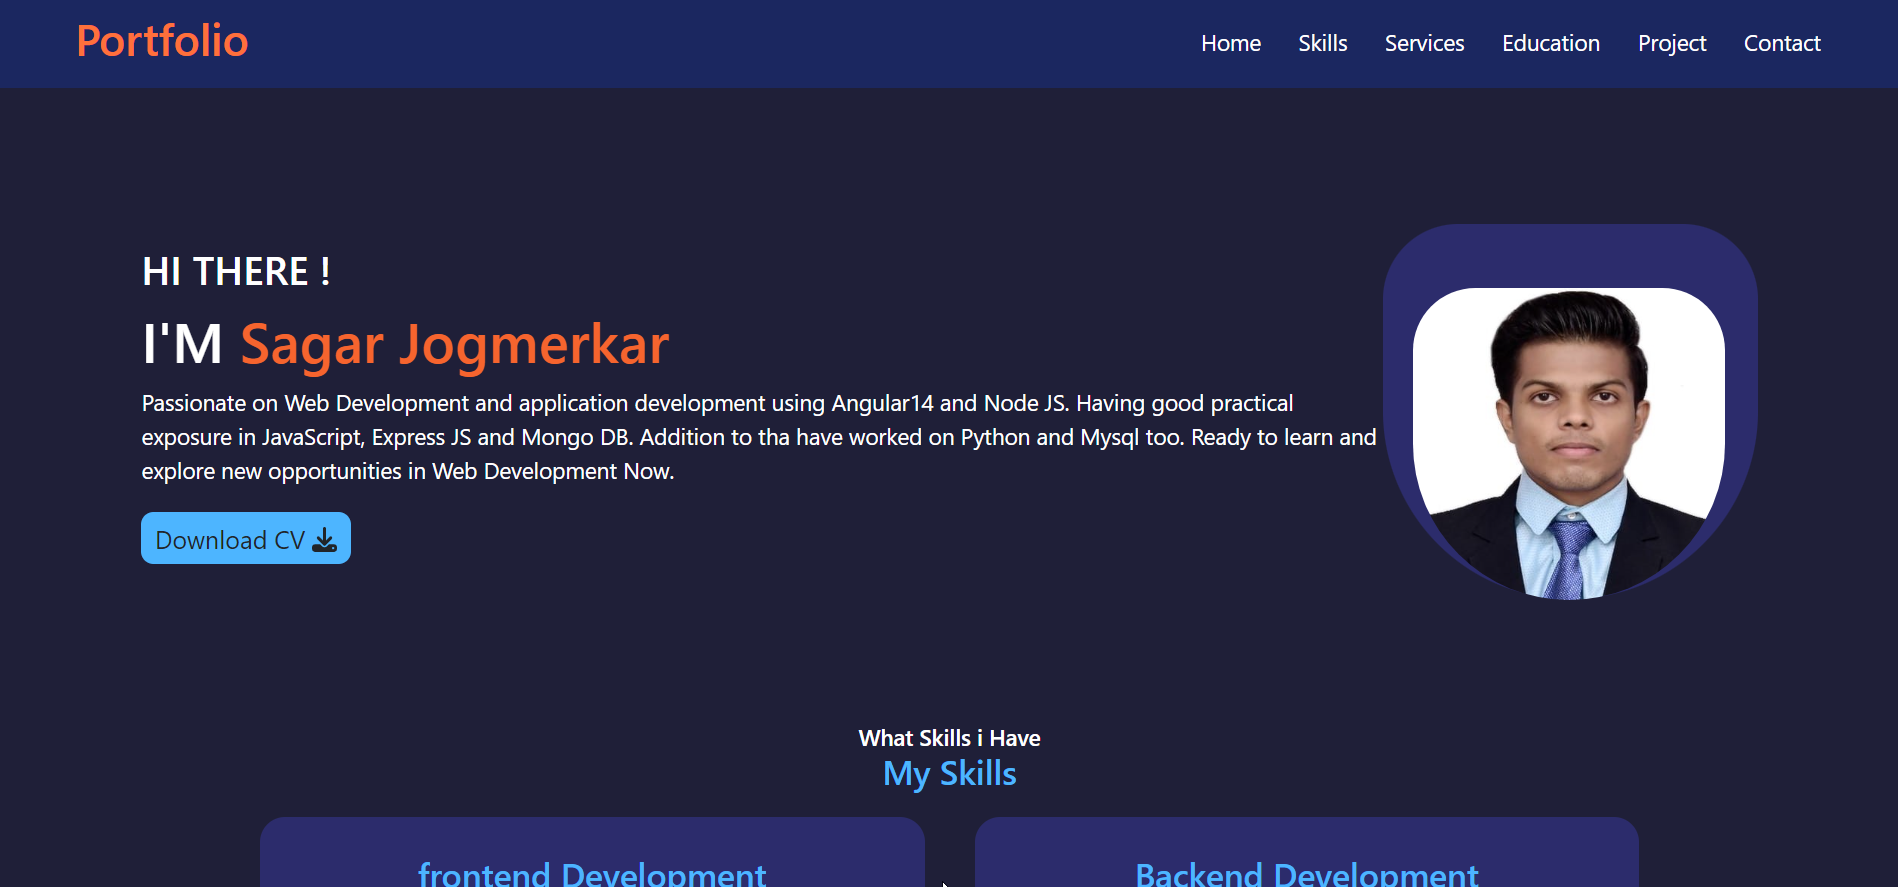 Portfolio
Home Skills Services Education Project Contact
HI THERE !
I'M Sagar Jogmerkar
Passionate on Web Development and application development using Angular14 and Node JS. Having good practical
exposure in JavaScript, Express JS and Mongo DB. Addition to tha have worked on Python and Mysql too. Ready to learn and
explore new opportunities in Web Development Now.
Download CV
What Skills i Have
My Skills
frontend Development
Backend Development